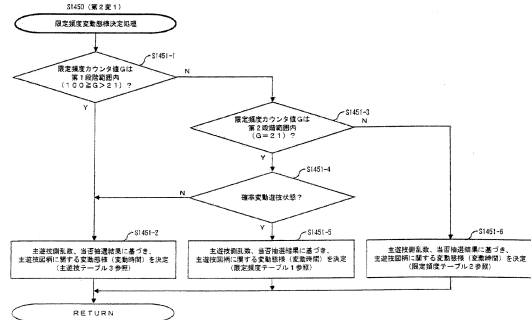 S1450（第２変１）
限定頻度変動態様決定処理
S1451-1
限定頻度カウンタ値Gは
第１段階範囲内
（１００≧G＞２１）？
N
Y
S1451-3
限定頻度カウンタ値Gは
第２段階範囲内
（G＝２１）？
N
Y
S1451-4
確率変動遊技状態？
N
Y
S1451-2
主遊技側乱数、当否抽選結果に基づき、
主遊技図柄に関する変動態様（変動時間）を決定
（主遊技テーブル３参照）
S1451-5
主遊技側乱数、当否抽選結果に基づき、
主遊技図柄に関する変動態様（変動時間）を決定
（限定頻度テーブル１参照）
S1451-6
主遊技側乱数、当否抽選結果に基づき、
主遊技図柄に関する変動態様（変動時間）を決定
（限定頻度テーブル２参照）
RETURN